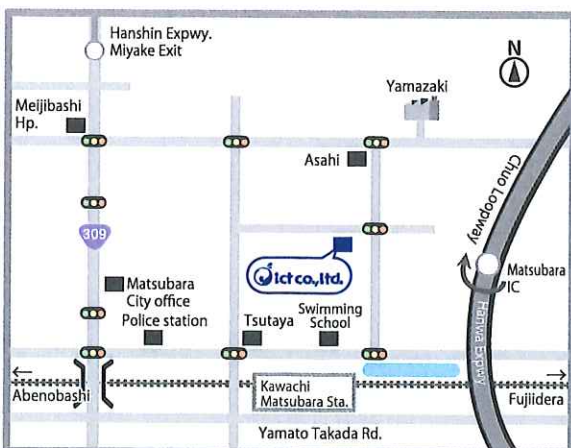 Hanshin Expwy.
Miyake Exit
N
Yamazaki
Meijibashi
Hp.
Asahi
Chuo Loopway
309
ict co.,ltd.
Matsubara
IC
Matsubara
City office
Police station
Tsutaya
Swimming
School
Hanwa Expwy
Abenobashi
Kawachi
Matsubara Sta.
Fujiidera
Yamato Takada Rd.